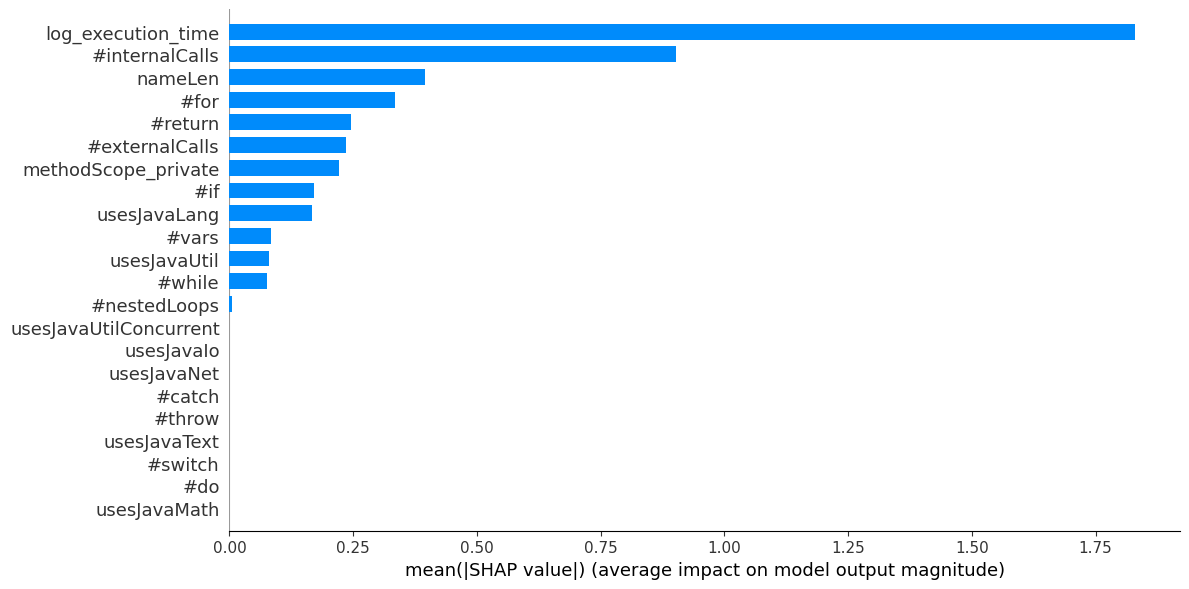 log_execution_time
#internalCalls
nameLen
#for
#return
#externalCalls
methodScope_private
#if
usesJavaLang
#vars
usesJavaUtil
#while
#nestedLoops
usesJavaUtilConcurrent
usesJavaIo
usesJavaNet
#catch
#throw
usesJavaText
#switch
#do
usesJavaMath
0.00 0.25 0.50 0.75 1.00 1.25 1.50 1.75
mean(|SHAP value|) (average impact on model output magnitude)